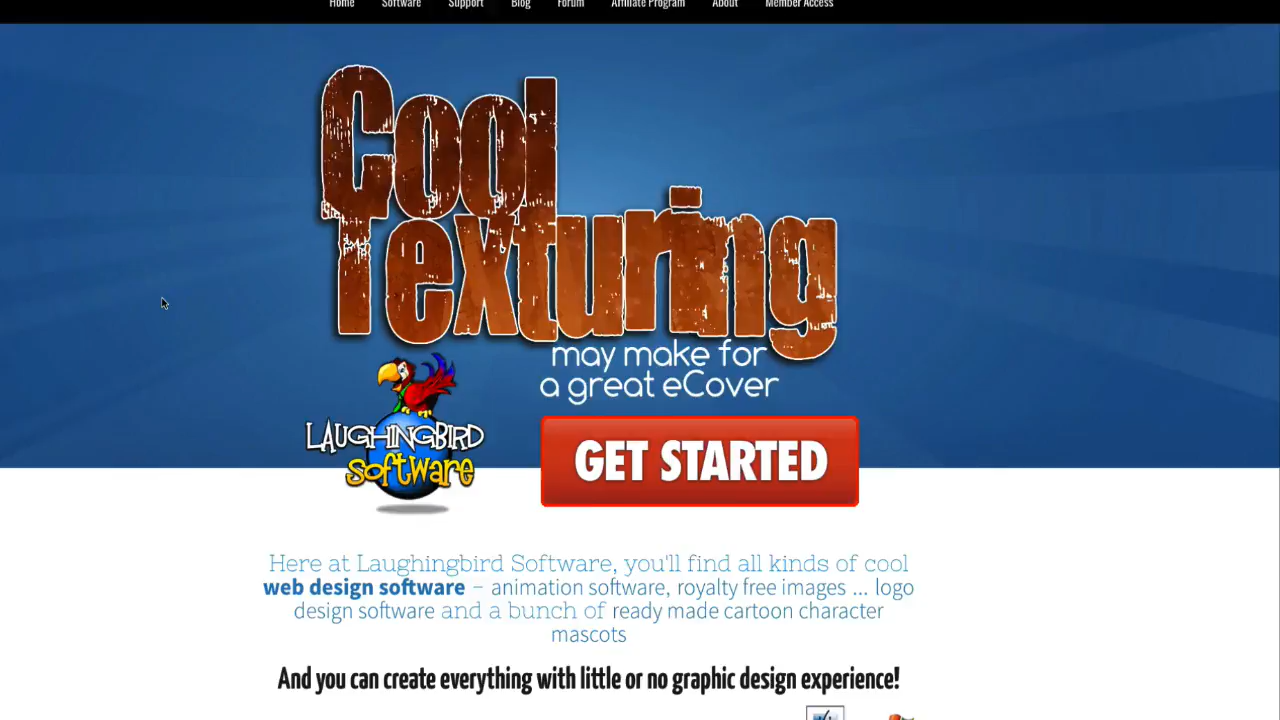 Home Software Support Blog Forum Affiliate Program About Member Access
Cool
Texturing
may make for
a great eCover
LAUGHINGBIRD
software
GET STARTED
Here at Laughingbird Software, you'll find all kinds of cool
web design software – animation software, royalty free images ... logo
design software and a bunch of ready made cartoon character
mascots
And you can create everything with little or no graphic design experience!